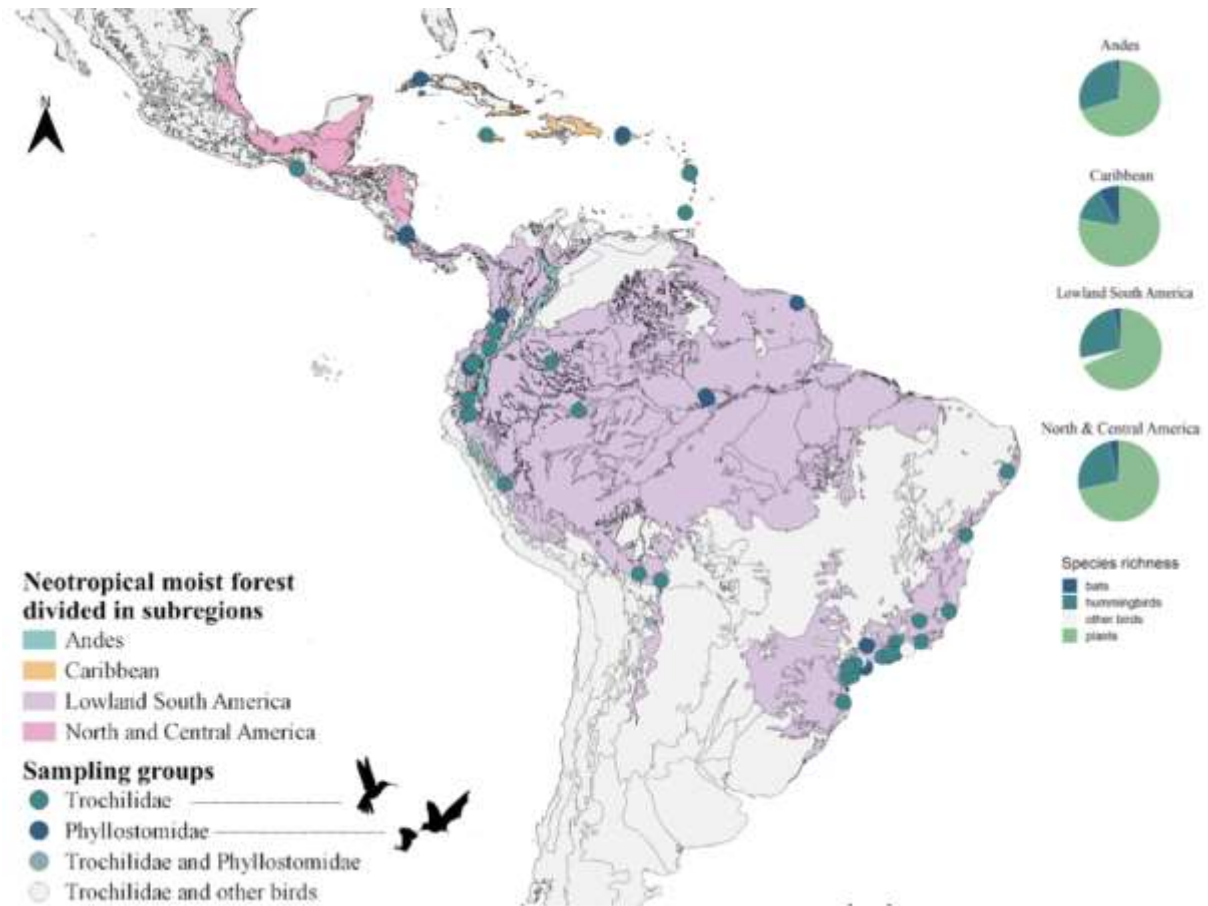 N
Andes
Caribbean
Lowland South America
North & Central America
Species richness
bats
hummingbirds
other birds
plants
Neotropical moist forest
divided in subregions
Andes
Caribbean
Lowland South America
North and Central America
Sampling groups
Trochilidae
Phyllostomidae
Trochilidae and Phyllostomidae
Trochilidae and other birds